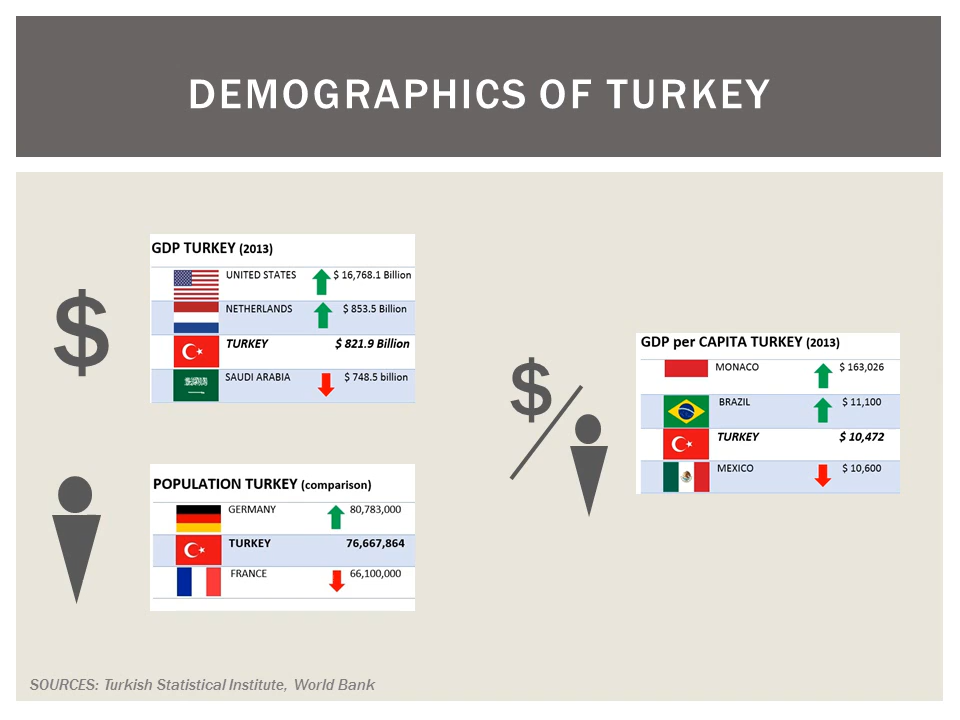 DEMOGRAPHICS OF TURKEY
GDP TURKEY (2013)
UNITED STATES $ 16,768.1 Billion
NETHERLANDS $ 853.5 Billion
TURKEY $ 821.9 Billion
SAUDI ARABIA $ 748.5 billion
$
POPULATION TURKEY (comparison)
GERMANY 80,783,000
TURKEY 76,667,864
FRANCE 66,100,000
$
GDP per CAPITA TURKEY (2013)
MONACO $ 163,026
BRAZIL $ 11,100
TURKEY $ 10,472
MEXICO $ 10,600
SOURCES: Turkish Statistical Institute, World Bank